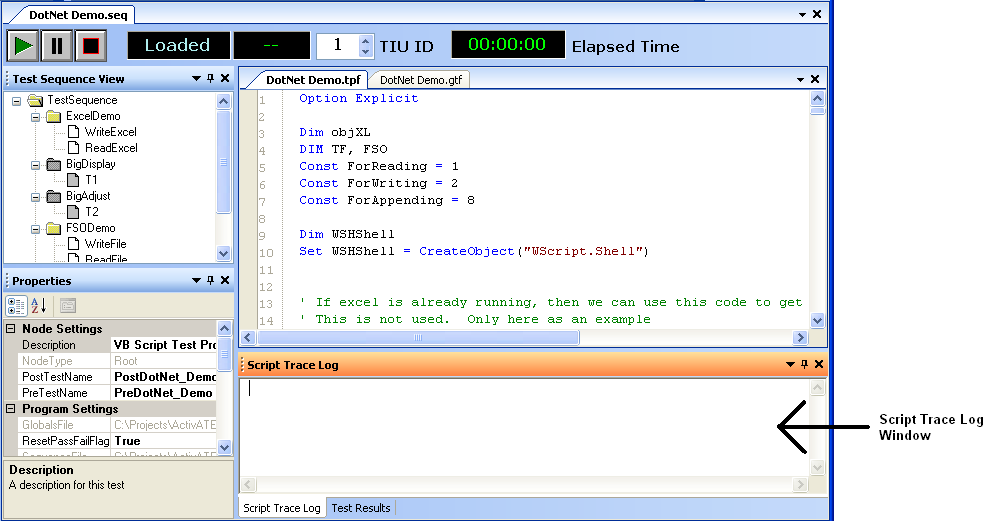 DotNet Demo.seq
Loaded
--
1
TIU ID
00:00:00
Elapsed Time
Test Sequence View
TestSequence
ExcelDemo
WriteExcel
ReadExcel
BigDisplay
T1
BigAdjust
T2
FSODemo
WriteFile
ReadFile
Properties
Node Settings
Description VB Script Test Pro
NodeType Root
PostTestName PostDotNet_Demo
PreTestName PreDotNet_Demo
Program Settings
GlobalsFile C:\Projects\ActivATE
ResetPassFailFlag True
SequenceFile C:\Projects\ActivATE
Description
A description for this test
DotNet Demo.tpf
DotNet Demo.gtf
1 Option Explicit
2
3 Dim objXL
4 DIM TF, FSO
5 Const ForReading = 1
6 Const ForWriting = 2
7 Const ForAppending = 8
8
9 Dim WSHShell
10 Set WSHShell = CreateObject("WScript.Shell")
11
12
13 ' If excel is already running, then we can use this code to get
14 ' This is not used.  Only here as an example
Script Trace Log
Script Trace Log
Test Results
Script Trace Log
Window